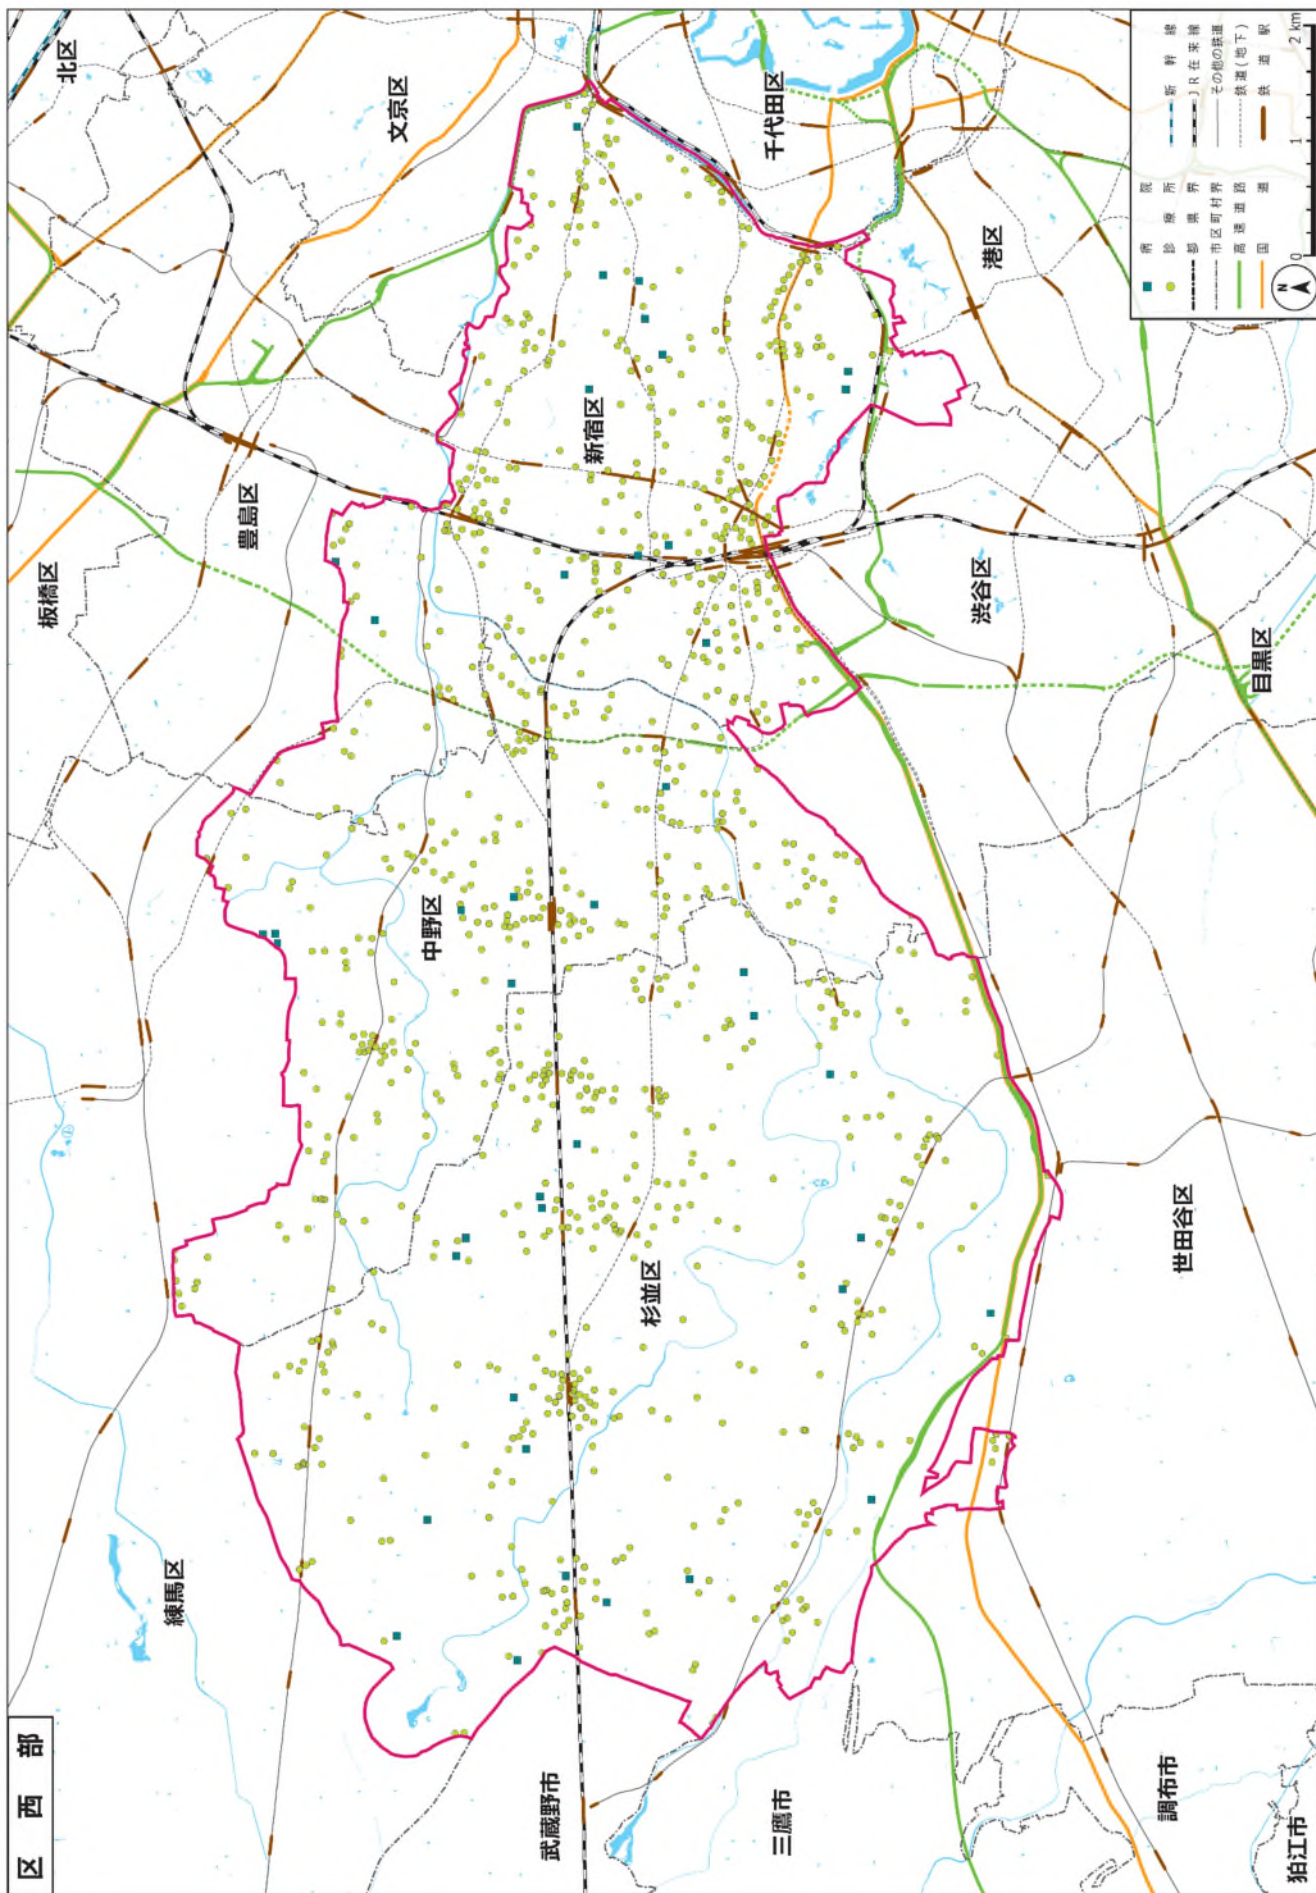 区西部
北区
文京区
千代田区
港区
板橋区
豊島区
新宿区
渋谷区
目黒区
中野区
練馬区
杉並区
世田谷区
武蔵野市
三鷹市
調布市
狛江市
病院
診療所
都県界
市区町村界
高速道路
国道
新幹線
JR在来線
その他の鉄道
鉄道(地下)
鉄道駅
N
0 1 2 km